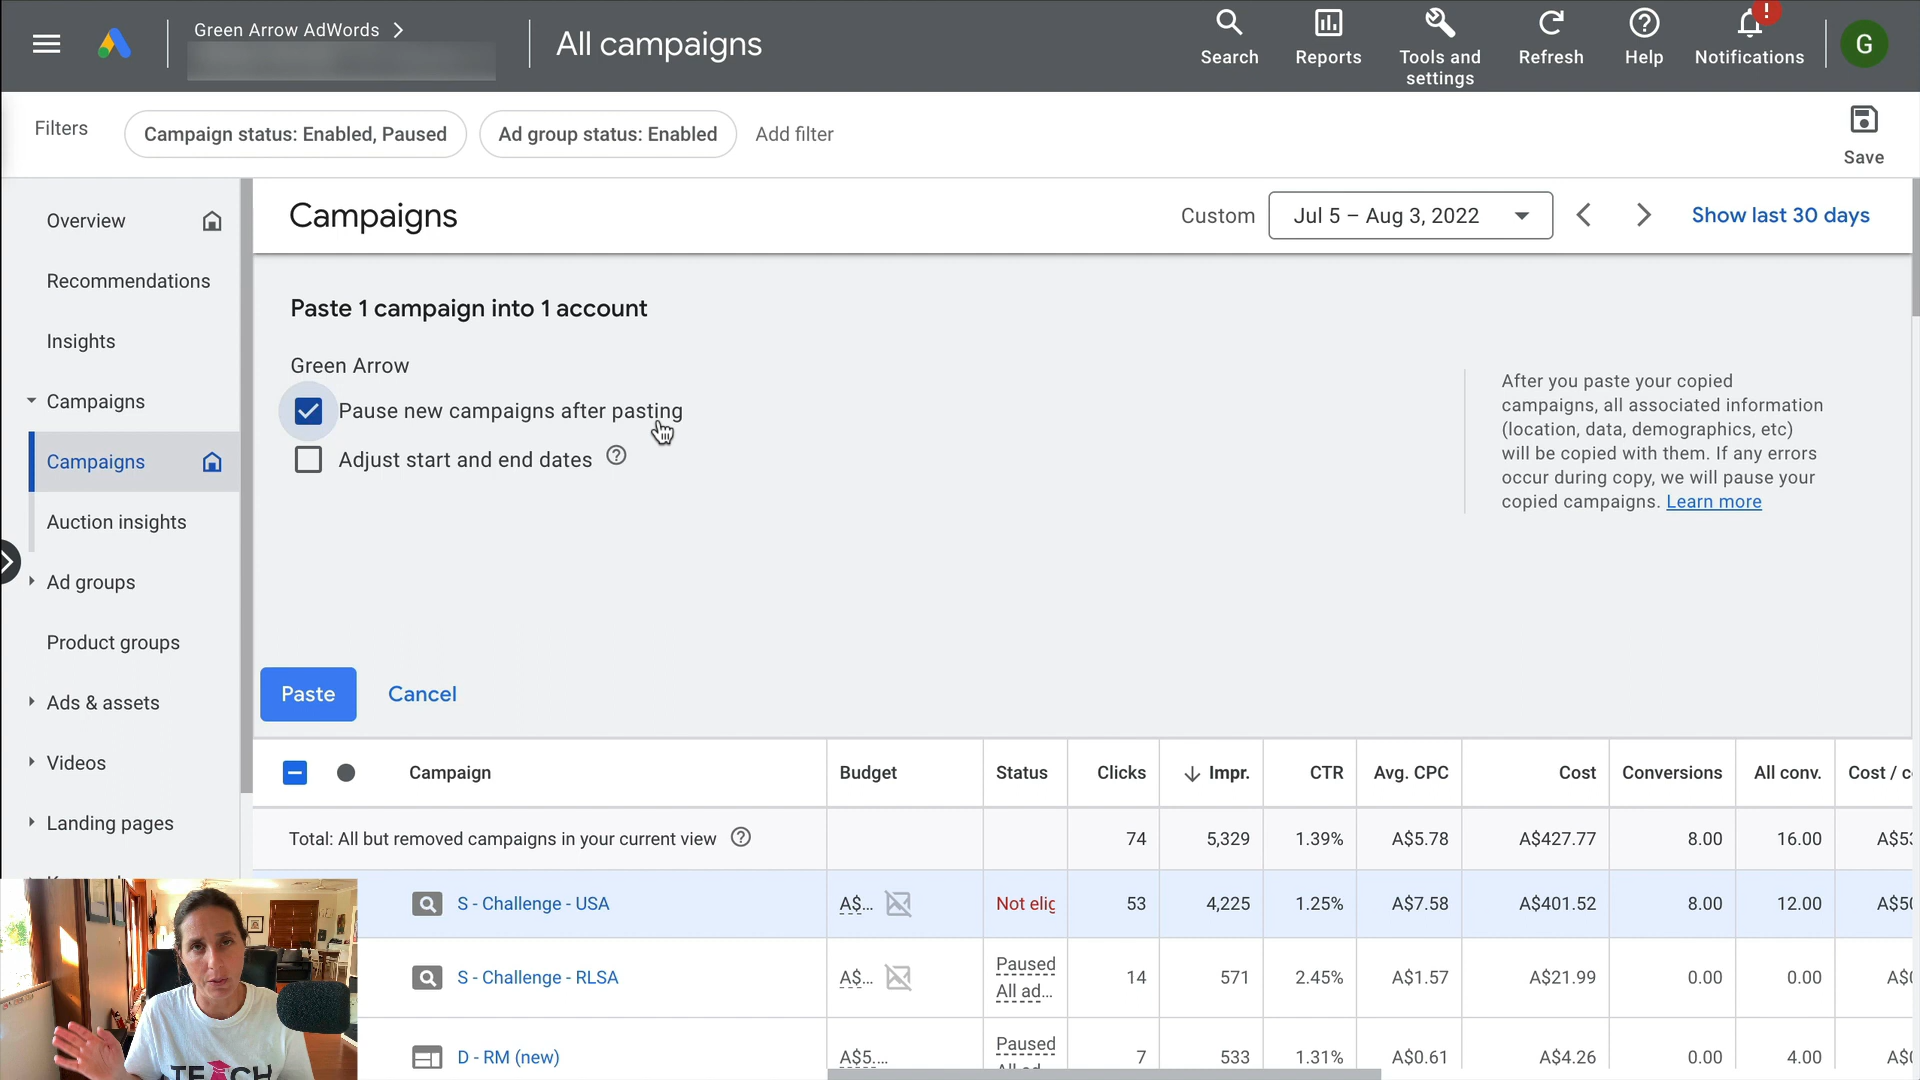 Green Arrow AdWords
All campaigns
Search
Reports
Tools and
settings
Refresh
Help
!
Notifications
G
Filters
Campaign status: Enabled, Paused
Ad group status: Enabled
Add filter
Save
Overview
Recommendations
Insights
Campaigns
Campaigns
Auction insights
Ad groups
Product groups
Ads & assets
Videos
Landing pages
Campaigns
Custom
Jul 5 – Aug 3, 2022
Show last 30 days
Paste 1 campaign into 1 account
Green Arrow
Pause new campaigns after pasting
Adjust start and end dates
After you paste your copied
campaigns, all associated information
(location, data, demographics, etc)
will be copied with them. If any errors
occur during copy, we will pause your
copied campaigns. Learn more
Paste
Cancel
Campaign Budget Status Clicks Impr. CTR Avg. CPC Cost Conversions All conv. Cost / c
Total: All but removed campaigns in your current view 74 5,329 1.39% A$5.78 A$427.77 8.00 16.00 A$53
S - Challenge - USA A$... Not elig 53 4,225 1.25% A$7.58 A$401.52 8.00 12.00 A$50
S - Challenge - RLSA A$... Paused
All ad... 14 571 2.45% A$1.57 A$21.99 0.00 0.00 A$0
D - RM (new) A$5.... Paused 7 533 1.31% A$0.61 A$4.26 0.00 4.00 A$0
TEACH